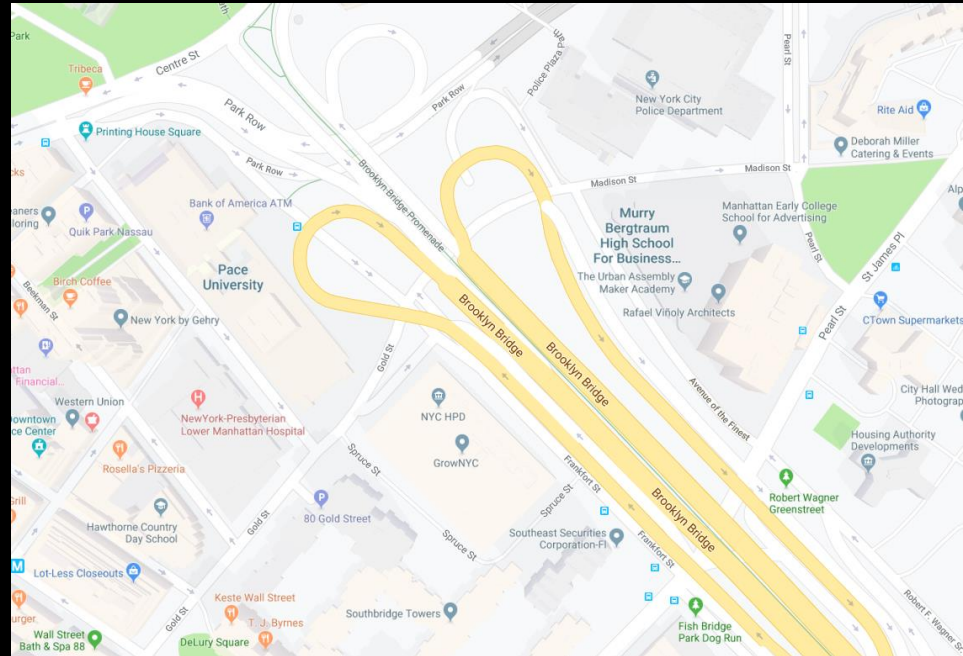 Park
Tribeca
Centre St
Printing House Square
Park Row
Park Row
Park Row
Police Plaza
New York City
Police Department
Pearl St
Rite Aid
Deborah Miller
Catering & Events
Madison St
Madison St
Brooklyn Bridge Promenade
Bank of America ATM
Quik Park Nassau
Pace
University
Birch Coffee
Beekman St
New York by Gehry
Murry
Bergtraum
High School
For Business...
Manhattan Early College
School for Advertising
Pearl St
St James Pl
The Urban Assembly
Maker Academy
Rafael Viñoly Architects
Pearl St
CTown Supermarkets
Brooklyn Bridge
Brooklyn Bridge
Brooklyn Bridge
Gold St
Financial...
Western Union
NYC HPD
GrowNYC
NewYork-Presbyterian
Lower Manhattan Hospital
Avenue of the Finest
City Hall Wed
Photograp
Housing Authority
Developments
Rosella's Pizzeria
Spruce St
Frankfort St
Robert Wagner
Greenstreet
Hawthorne Country
Day School
Gold St
80 Gold Street
Spruce St
Spruce St
Southeast Securities
Corporation-Fl
Frankfort St
M
Lot-Less Closeouts
Keste Wall Street
T. J. Byrnes
Southbridge Towers
Gold St
Fish Bridge
Park Dog Run
Robert F. Wagner Sr
Wall Street
Bath & Spa 88
DeLury Square